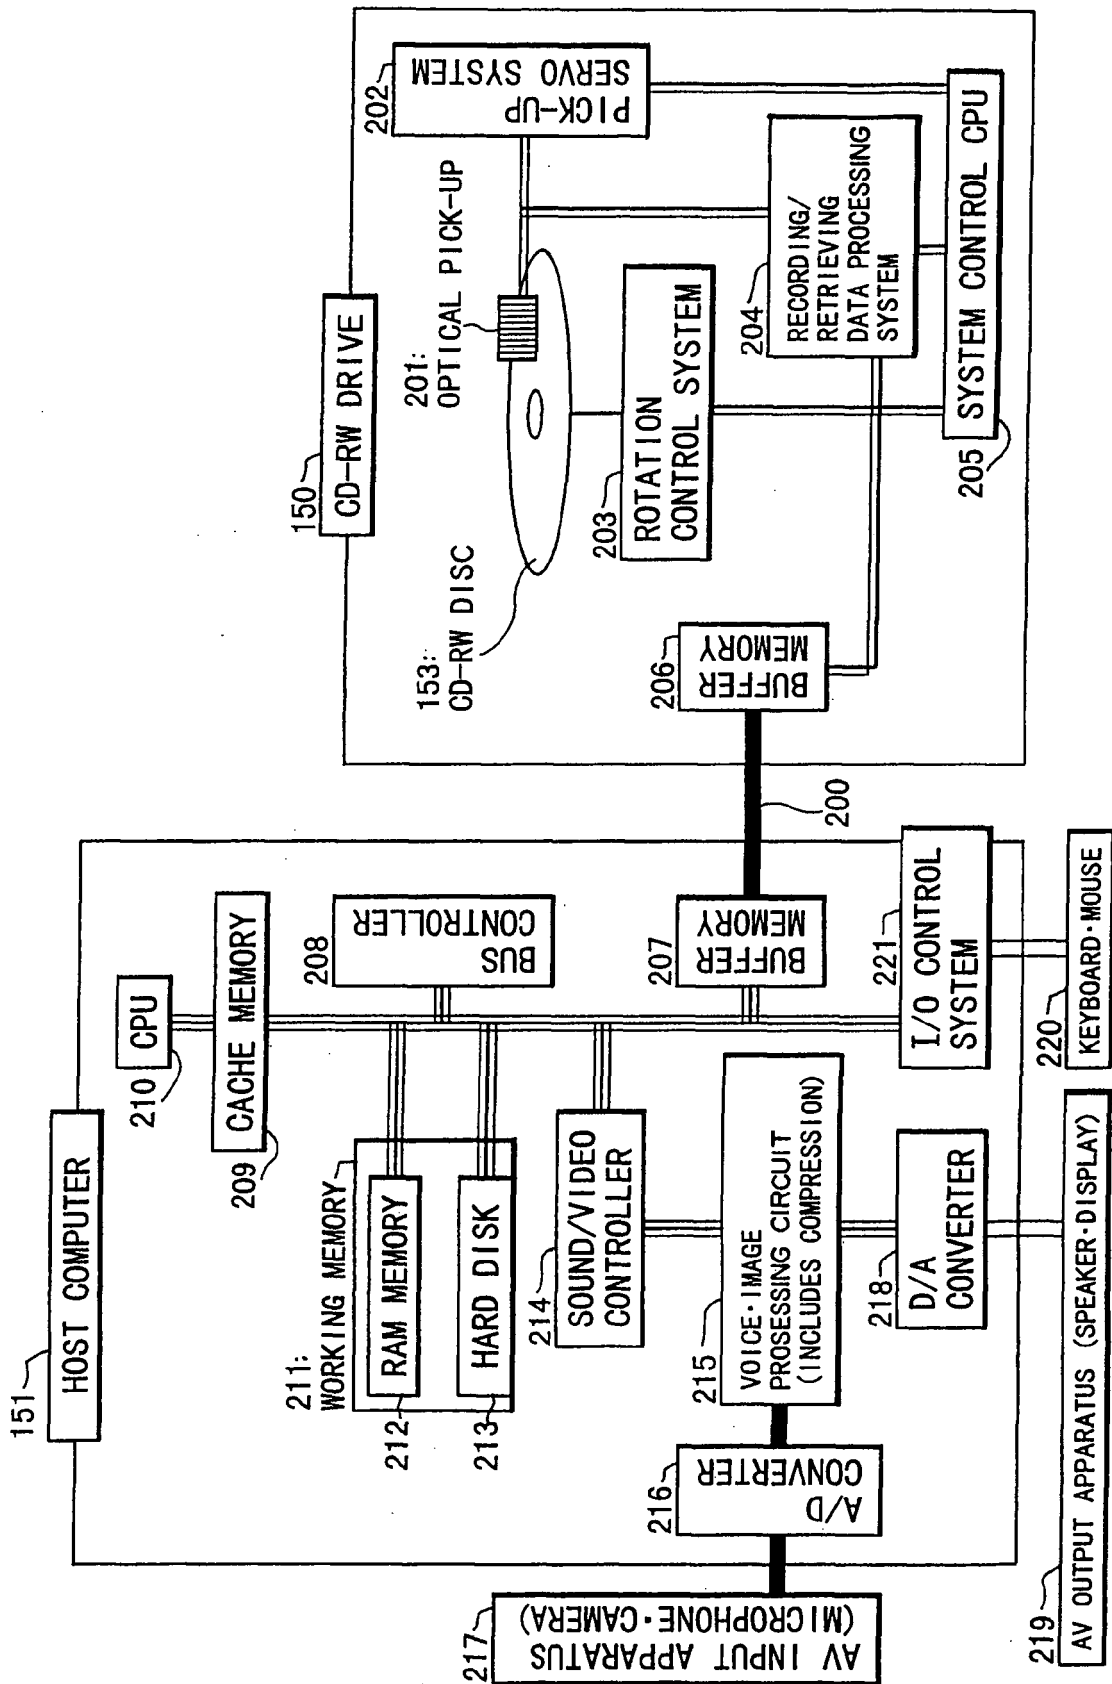 151
HOST COMPUTER
210
CPU
CACHE MEMORY
209
211:
WORKING MEMORY
RAM MEMORY
212
HARD DISK
213
208
BUS
CONTROLLER
214
SOUND/VIDEO
CONTROLLER
207
BUFFER
MEMORY
215
VOICE·IMAGE
PROSESSING CIRCUIT
(INCLUDES COMPRESSION)
216
A/D
CONVERTER
217
AV INPUT APPARATUS
(MICROPHONE·CAMERA)
218
D/A
CONVERTER
221
I/O CONTROL
SYSTEM
219
AV OUTPUT APPARATUS (SPEAKER·DISPLAY)
220
KEYBOARD·MOUSE
200
150
CD-RW DRIVE
153:
CD-RW DISC
201:
OPTICAL PICK-UP
202
PICK-UP
SERVO SYSTEM
203
ROTATION
CONTROL SYSTEM
204
RECORDING/
RETRIEVING
DATA PROCESSING
SYSTEM
206
BUFFER
MEMORY
205
SYSTEM CONTROL CPU